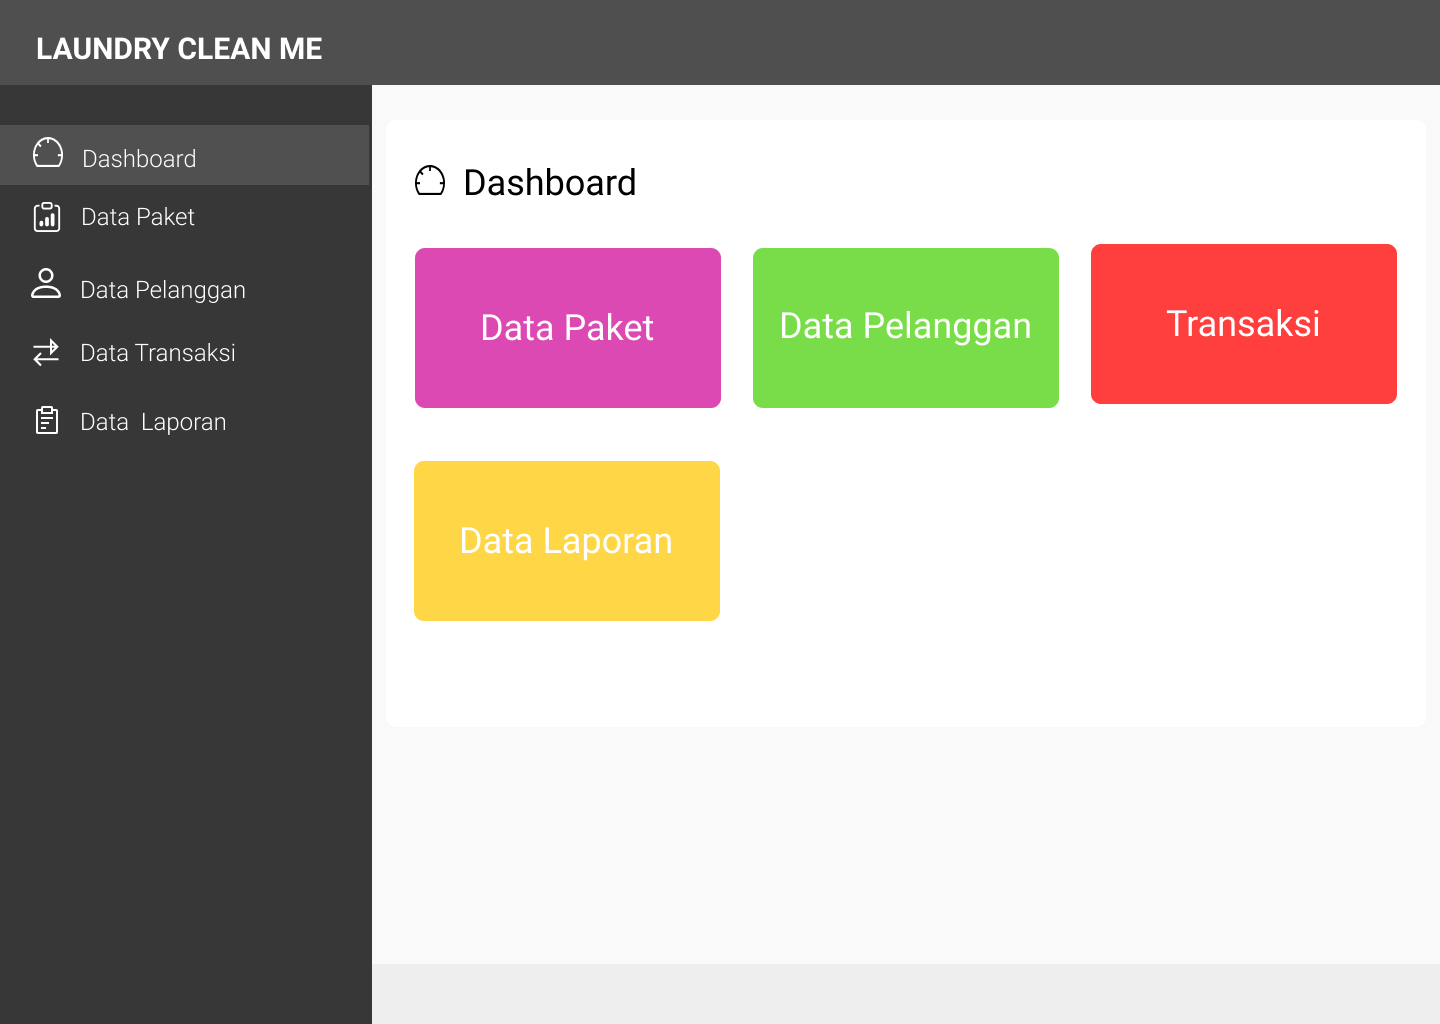 LAUNDRY CLEAN ME
Dashboard
Data Paket
Data Pelanggan
Data Transaksi
Data  Laporan
Dashboard
Data Paket
Data Pelanggan
Transaksi
Data Laporan